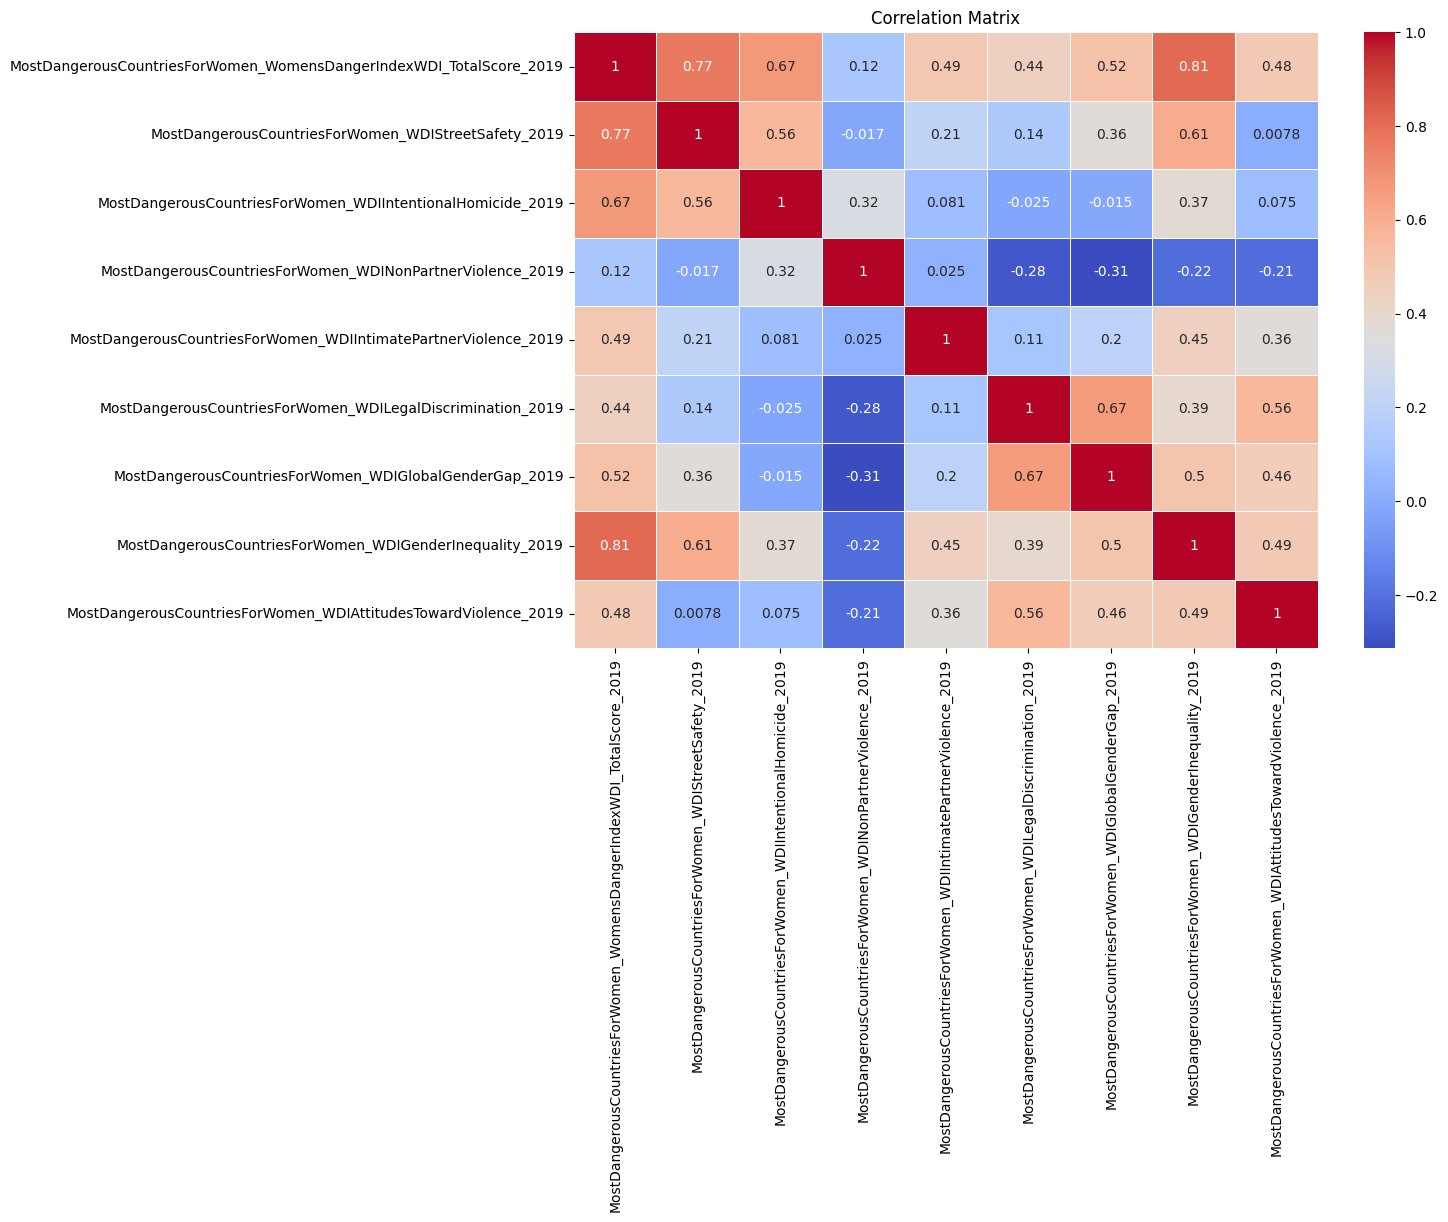 Correlation Matrix
MostDangerousCountriesForWomen_WomensDangerIndexWDI_TotalScore_2019 1 0.77 0.67 0.12 0.49 0.44 0.52 0.81 0.48
MostDangerousCountriesForWomen_WDIStreetSafety_2019 0.77 1 0.56 -0.017 0.21 0.14 0.36 0.61 0.0078
MostDangerousCountriesForWomen_WDIIntentionalHomicide_2019 0.67 0.56 1 0.32 0.081 -0.025 -0.015 0.37 0.075
MostDangerousCountriesForWomen_WDINonPartnerViolence_2019 0.12 -0.017 0.32 1 0.025 -0.28 -0.31 -0.22 -0.21
MostDangerousCountriesForWomen_WDIIntimatePartnerViolence_2019 0.49 0.21 0.081 0.025 1 0.11 0.2 0.45 0.36
MostDangerousCountriesForWomen_WDILegalDiscrimination_2019 0.44 0.14 -0.025 -0.28 0.11 1 0.67 0.39 0.56
MostDangerousCountriesForWomen_WDIGlobalGenderGap_2019 0.52 0.36 -0.015 -0.31 0.2 0.67 1 0.5 0.46
MostDangerousCountriesForWomen_WDIGenderInequality_2019 0.81 0.61 0.37 -0.22 0.45 0.39 0.5 1 0.49
MostDangerousCountriesForWomen_WDIAttitudesTowardViolence_2019 0.48 0.0078 0.075 -0.21 0.36 0.56 0.46 0.49 1
MostDangerousCountriesForWomen_WomensDangerIndexWDI_TotalScore_2019
MostDangerousCountriesForWomen_WDIStreetSafety_2019
MostDangerousCountriesForWomen_WDIIntentionalHomicide_2019
MostDangerousCountriesForWomen_WDINonPartnerViolence_2019
MostDangerousCountriesForWomen_WDIIntimatePartnerViolence_2019
MostDangerousCountriesForWomen_WDILegalDiscrimination_2019
MostDangerousCountriesForWomen_WDIGlobalGenderGap_2019
MostDangerousCountriesForWomen_WDIGenderInequality_2019
MostDangerousCountriesForWomen_WDIAttitudesTowardViolence_2019
1.0
0.8
0.6
0.4
0.2
0.0
−0.2